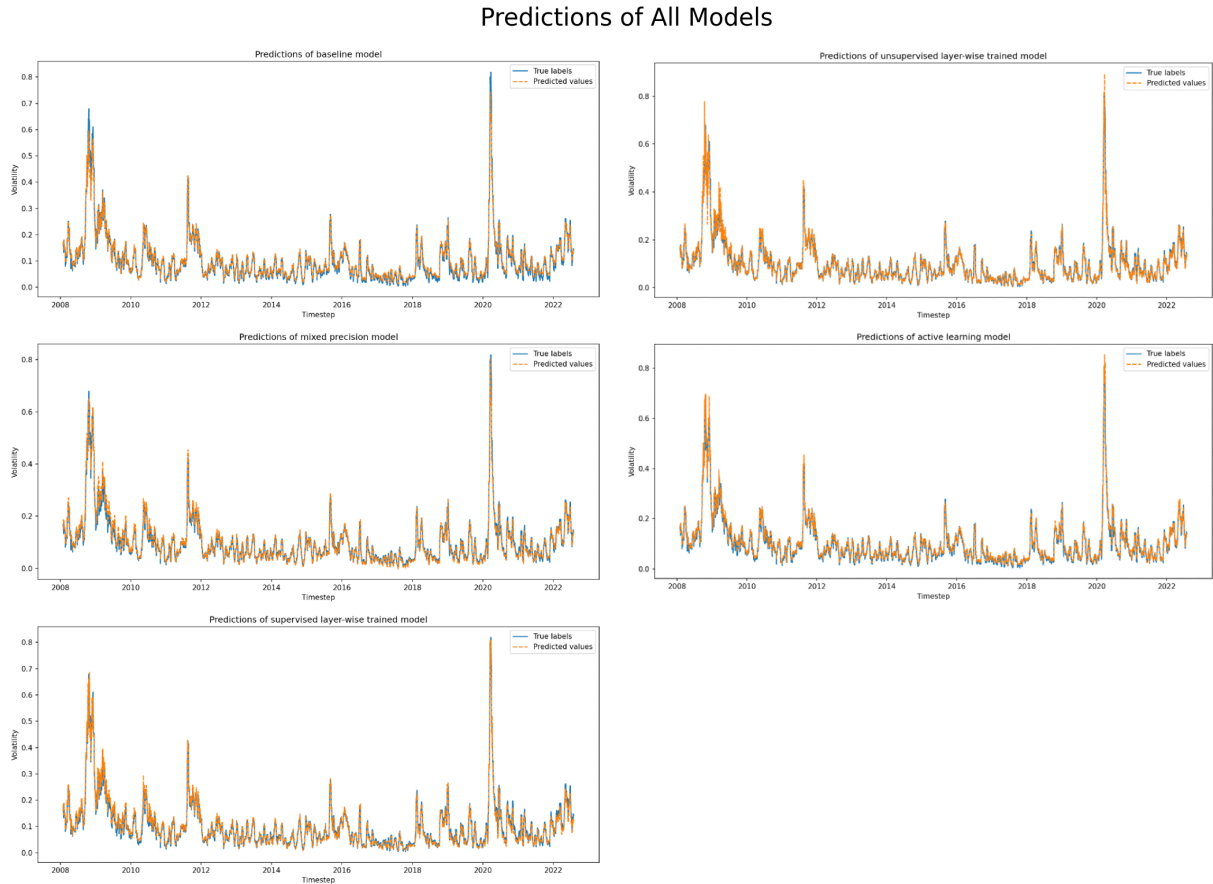 Predictions of All Models
Predictions of baseline model
True labels
Predicted values
Volatility
0.8
0.7
0.6
0.5
0.4
0.3
0.2
0.1
0.0
2008 2010 2012 2014 2016 2018 2020 2022
Timestep
Predictions of unsupervised layer-wise trained model
True labels
Predicted values
Volatility
0.8
0.6
0.4
0.2
0.0
2008 2010 2012 2014 2016 2018 2020 2022
Timestep
Predictions of mixed precision model
True labels
Predicted values
Volatility
0.8
0.6
0.4
0.2
0.0
2008 2010 2012 2014 2016 2018 2020 2022
Timestep
Predictions of active learning model
True labels
Predicted values
Volatility
0.8
0.6
0.4
0.2
0.0
2008 2010 2012 2014 2016 2018 2020 2022
Timestep
Predictions of supervised layer-wise trained model
True labels
Predicted values
Volatility
0.8
0.7
0.6
0.5
0.4
0.3
0.2
0.1
0.0
2008 2010 2012 2014 2016 2018 2020 2022
Timestep